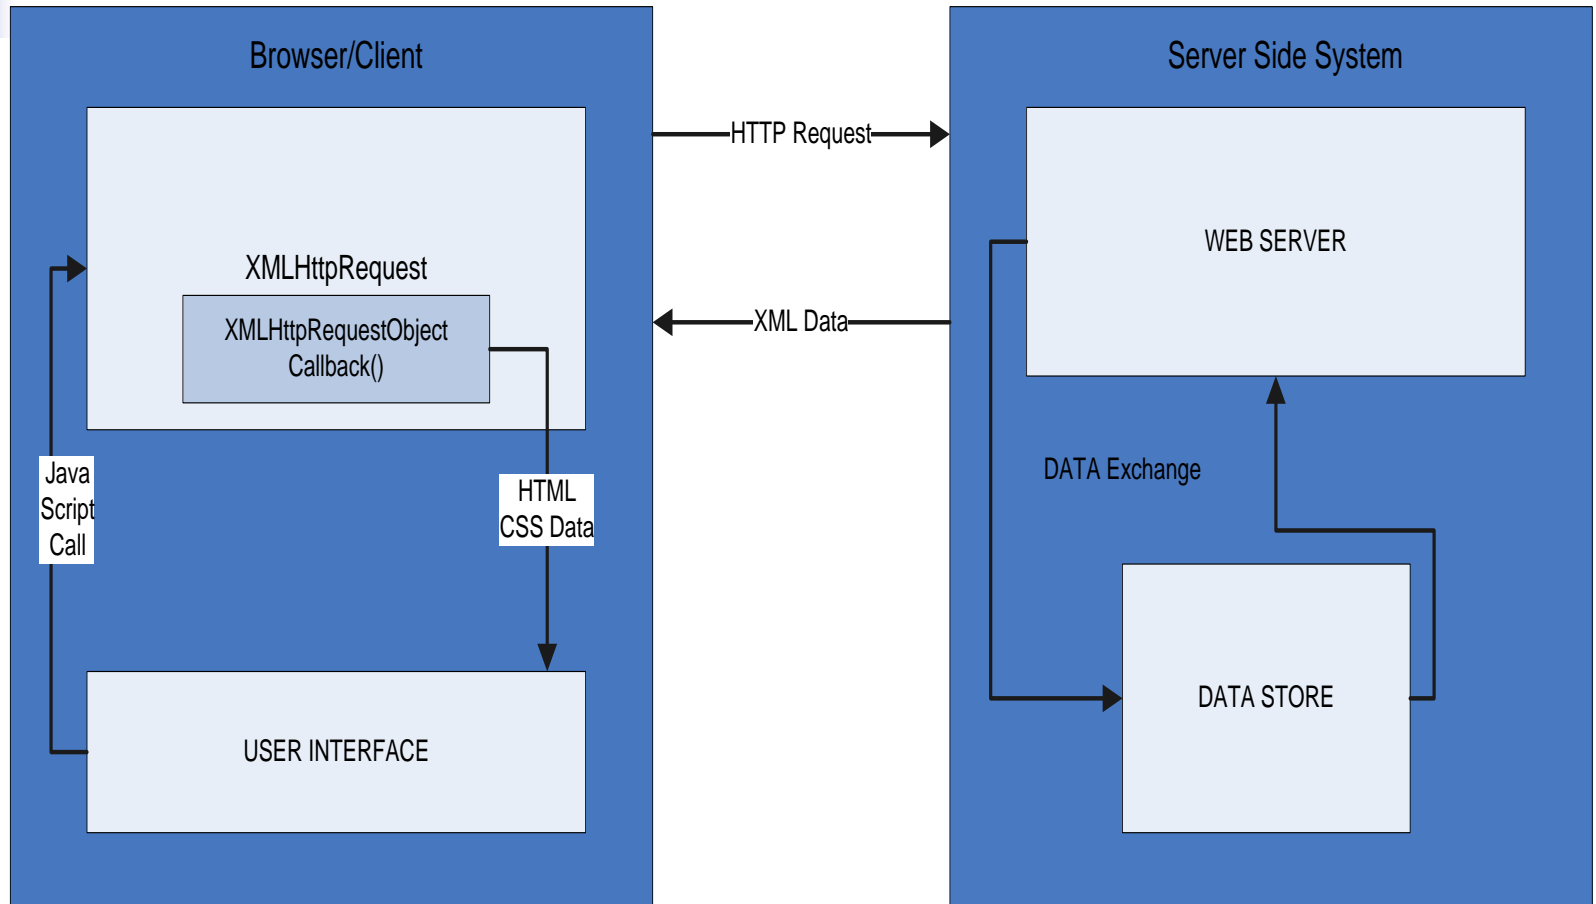 Browser/Client
XMLHttpRequest
XMLHttpRequestObject
Callback()
Java
Script
Call
HTML
CSS Data
USER INTERFACE
HTTP Request
XML Data
Server Side System
WEB SERVER
DATA Exchange
DATA STORE